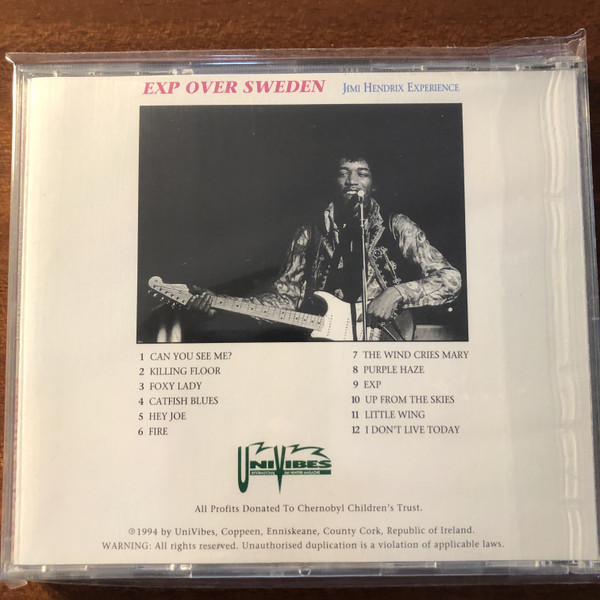 EXP OVER SWEDEN JIMI HENDRIX EXPERIENCE
1 CAN YOU SEE ME?
2 KILLING FLOOR
3 FOXY LADY
4 CATFISH BLUES
5 HEY JOE
6 FIRE
7 THE WIND CRIES MARY
8 PURPLE HAZE
9 EXP
10 UP FROM THE SKIES
11 LITTLE WING
12 I DON'T LIVE TODAY
UNIVIBES
INTERNATIONAL JIMI HENDRIX MAGAZINE
All Profits Donated To Chernobyl Children's Trust.
℗1994 by UniVibes, Coppeen, Enniskeane, County Cork, Republic of Ireland.
WARNING: All rights reserved. Unauthorised duplication is a violation of applicable laws.